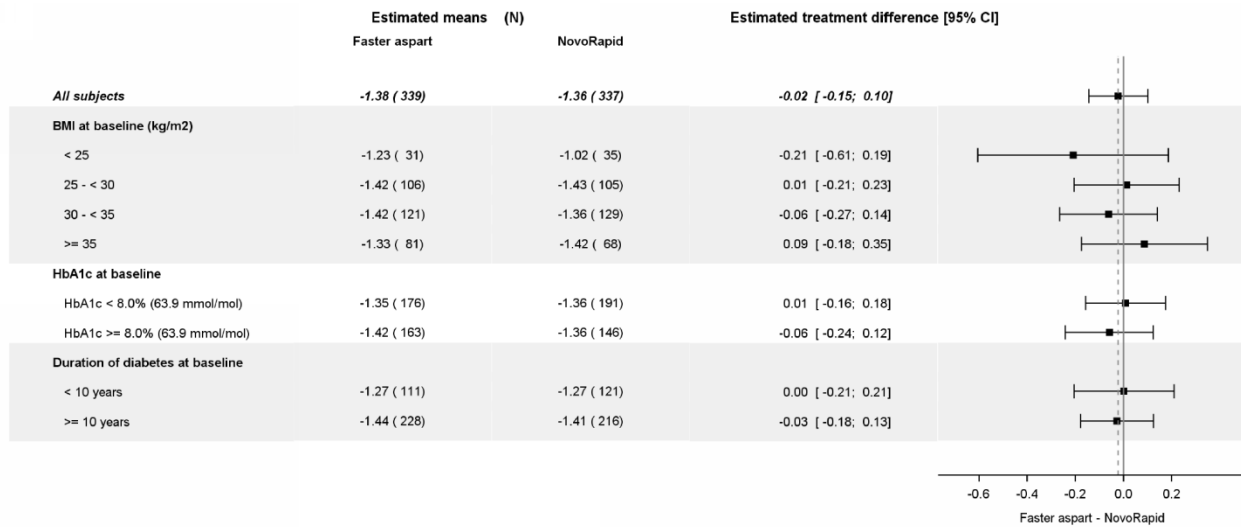 Estimated means (N) Estimated treatment difference [95% CI]
Faster aspart NovoRapid
All subjects -1.38 (339) -1.36 (337) -0.02 [-0.15; 0.10]
BMI at baseline (kg/m2)
< 25 -1.23 ( 31) -1.02 ( 35) -0.21 [-0.61; 0.19]
25 - < 30 -1.42 (106) -1.43 (105) 0.01 [-0.21; 0.23]
30 - < 35 -1.42 (121) -1.36 (129) -0.06 [-0.27; 0.14]
>= 35 -1.33 ( 81) -1.42 ( 68) 0.09 [-0.18; 0.35]
HbA1c at baseline
HbA1c < 8.0% (63.9 mmol/mol) -1.35 (176) -1.36 (191) 0.01 [-0.16; 0.18]
HbA1c >= 8.0% (63.9 mmol/mol) -1.42 (163) -1.36 (146) -0.06 [-0.24; 0.12]
Duration of diabetes at baseline
< 10 years -1.27 (111) -1.27 (121) 0.00 [-0.21; 0.21]
>= 10 years -1.44 (228) -1.41 (216) -0.03 [-0.18; 0.13]
-0.6 -0.4 -0.2 0.0 0.2
Faster aspart - NovoRapid